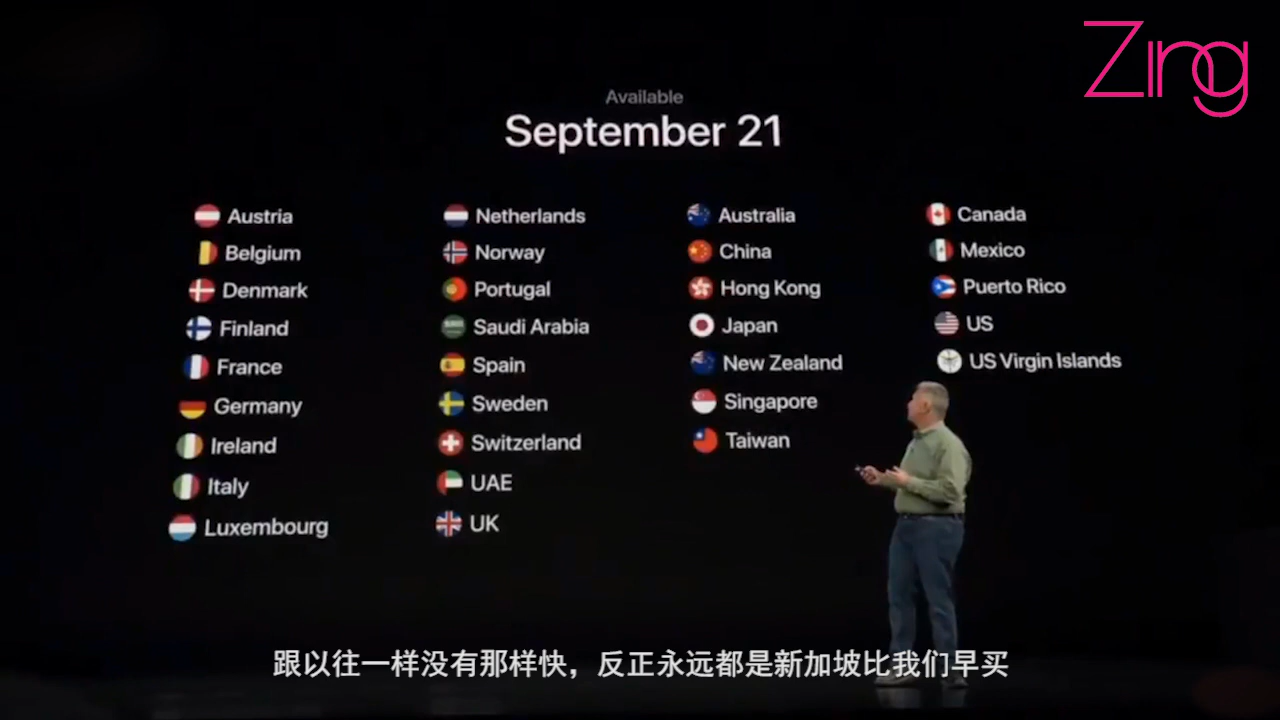 Zing
Available
September 21
Austria
Belgium
Denmark
Finland
France
Germany
Ireland
Italy
Luxembourg
Netherlands
Norway
Portugal
Saudi Arabia
Spain
Sweden
Switzerland
UAE
UK
Australia
China
Hong Kong
Japan
New Zealand
Singapore
Taiwan
Canada
Mexico
Puerto Rico
US
US Virgin Islands
跟以往一样没有那样快，反正永远都是新加坡比我们早买